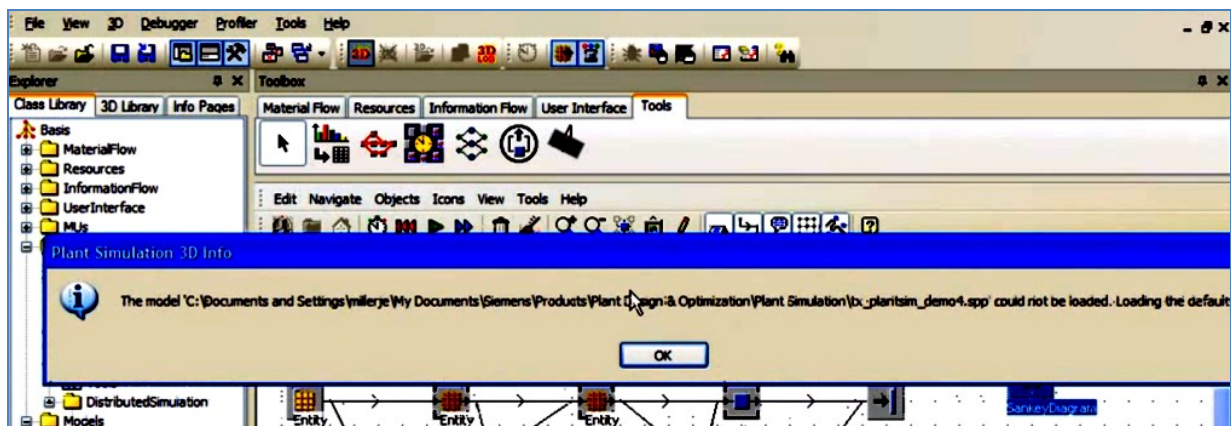 File View 3D Debugger Profiler Tools Help
Explorer
Toolbox
Class Library 3D Library Info Pages
Material Flow Resources Information Flow User Interface Tools
Basis
MaterialFlow
Resources
InformationFlow
UserInterface
MUs
Edit Navigate Objects Icons View Tools Help
Plant Simulation 3D Info
The model 'C:\Documents and Settings\millerje\My Documents\Siemens\Products\Plant Design & Optimization\Plant Simulation\tx_plantsim_demo4.spp' could not be loaded. Loading the default
OK
DistributedSimulation
Models
Entity Entity Entity
SankeyDiagram